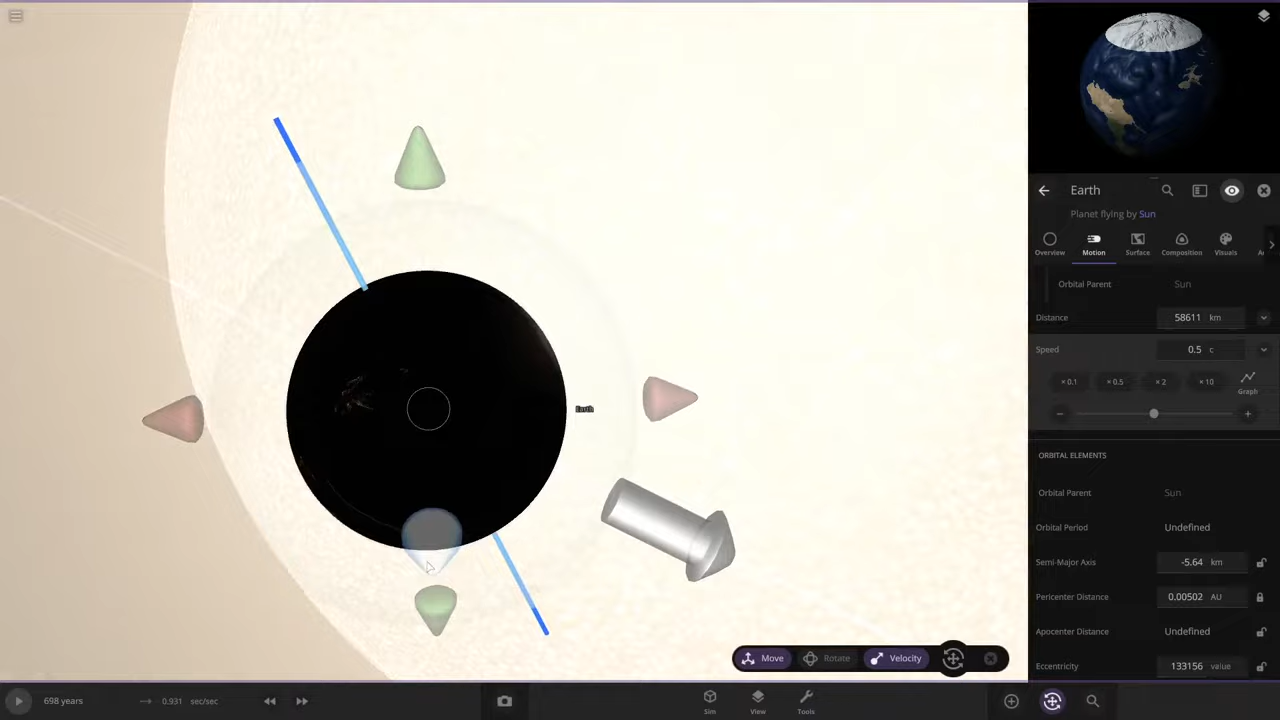 Earth
Planet flying by Sun
Overview
Motion
Surface
Composition
Visuals
Orbital Parent Sun
Distance 58611 km
Speed 0.5 c
× 0.1 × 0.5 × 2 × 10 Graph
Earth
ORBITAL ELEMENTS
Orbital Parent Sun
Orbital Period Undefined
Semi-Major Axis -5.64 km
Pericenter Distance 0.00502 AU
Apocenter Distance Undefined
Eccentricity 133156 value
Move Rotate Velocity
698 years 0.931 sec/sec
Sim View Tools